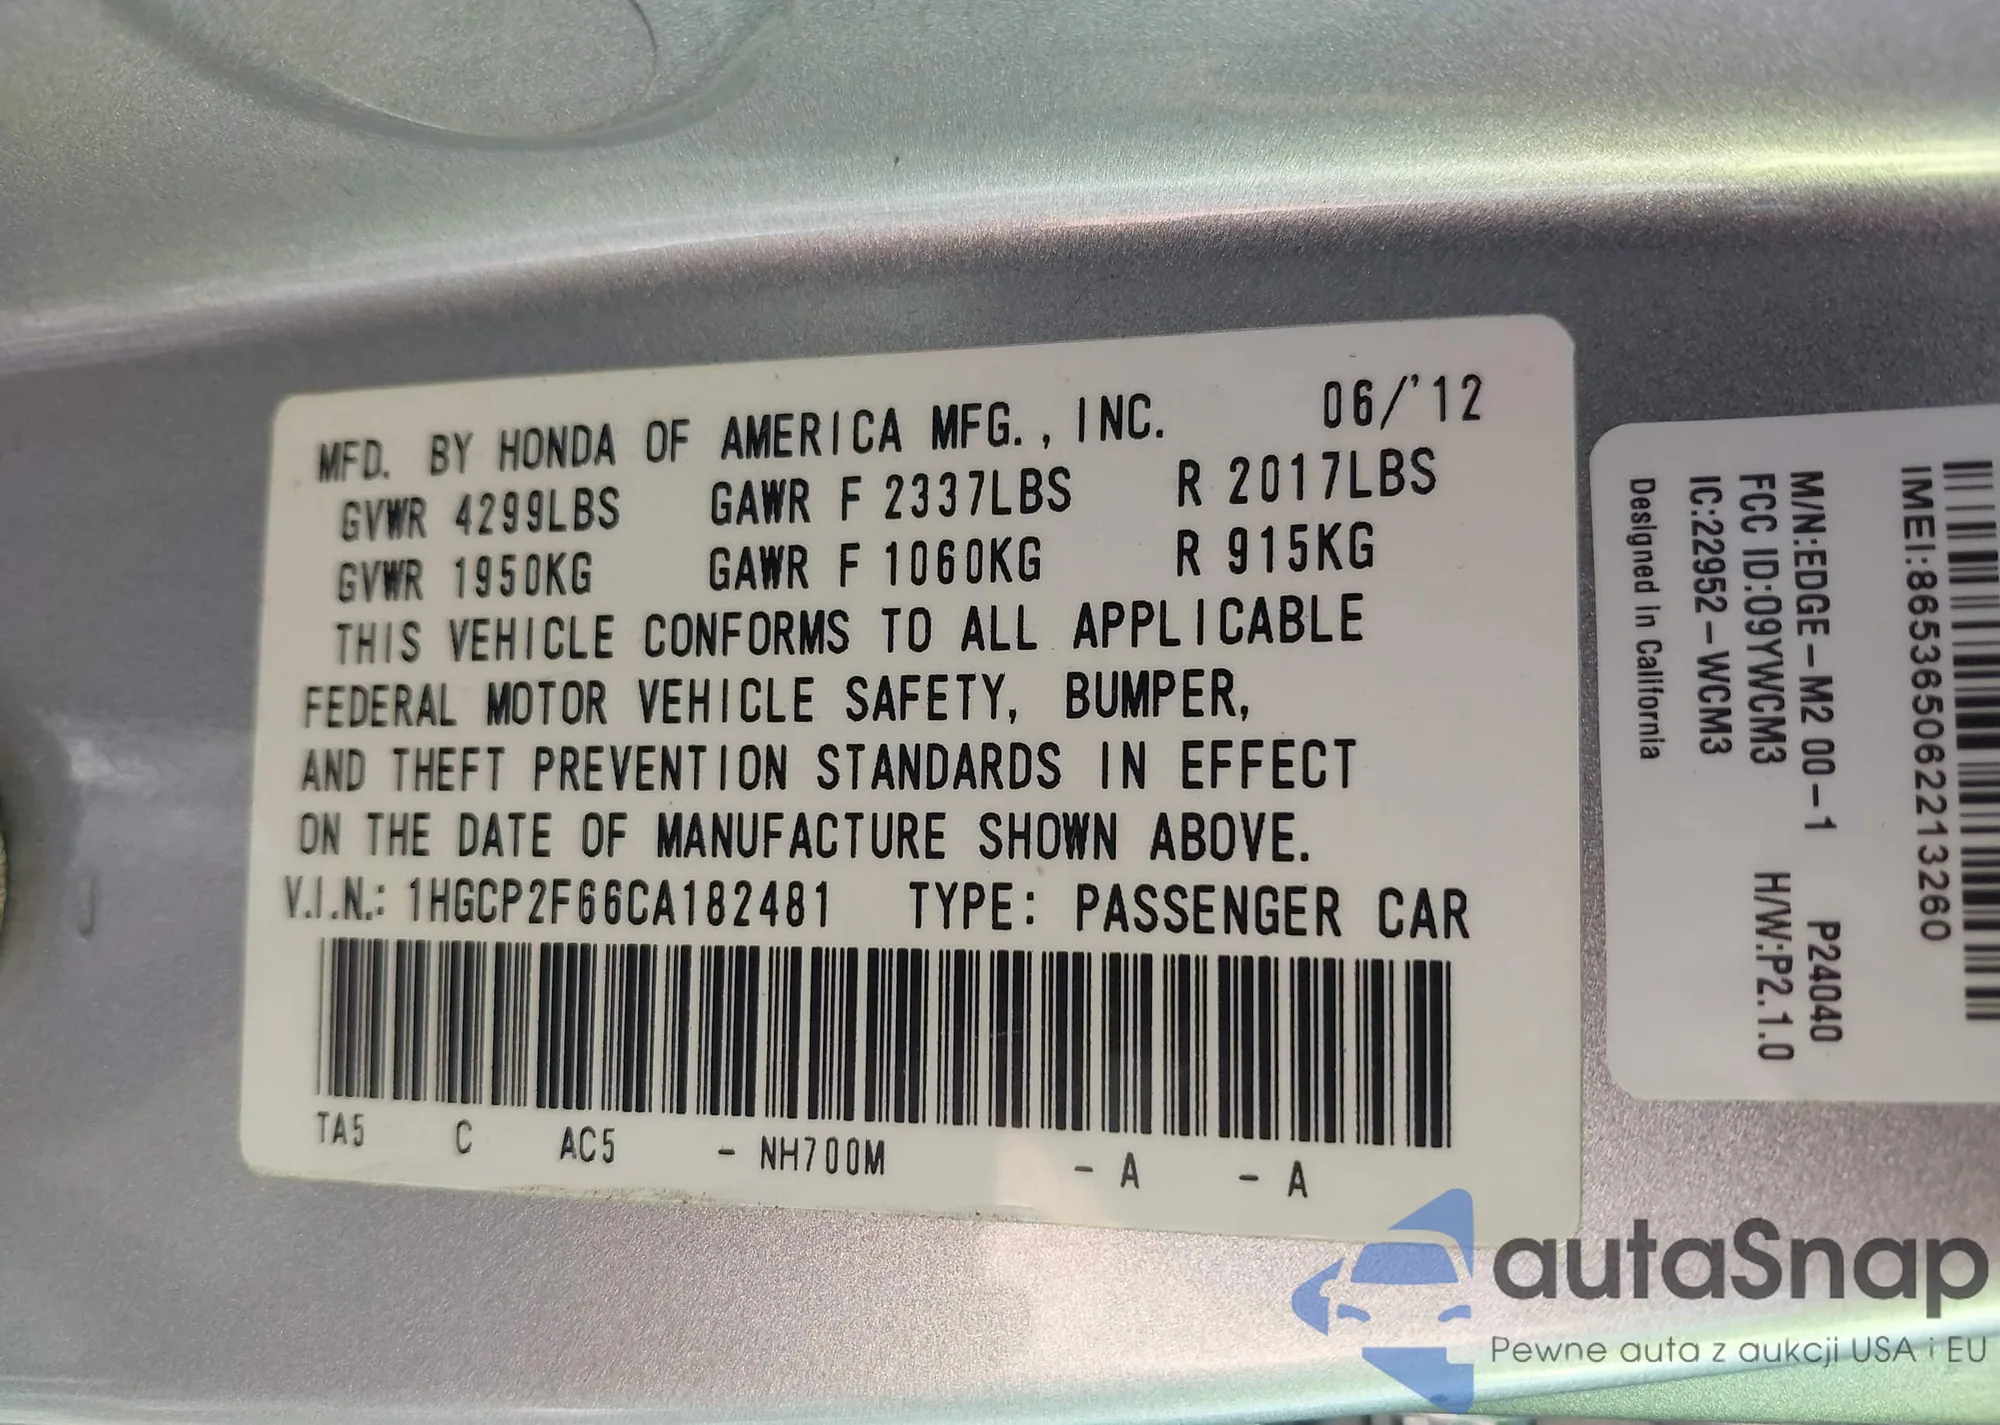 MFD. BY HONDA OF AMERICA MFG., INC. 06/'12
GVWR 4299LBS GAWR F 2337LBS R 2017LBS
GVWR 1950KG GAWR F 1060KG R 915KG
THIS VEHICLE CONFORMS TO ALL APPLICABLE
FEDERAL MOTOR VEHICLE SAFETY, BUMPER,
AND THEFT PREVENTION STANDARDS IN EFFECT
ON THE DATE OF MANUFACTURE SHOWN ABOVE.
V.I.N.: 1HGCP2F66CA182481 TYPE: PASSENGER CAR
TA5 C AC5 - NH700M - A - A
IMEI:865365062213260
M/N:EDGE-M2 00-1 P24040
FCC ID:09YWCM3 H/W:P2.1.0
IC:22952-WCM3
Designed in California
autaSnap
Pewne auta z aukcji USA i EU